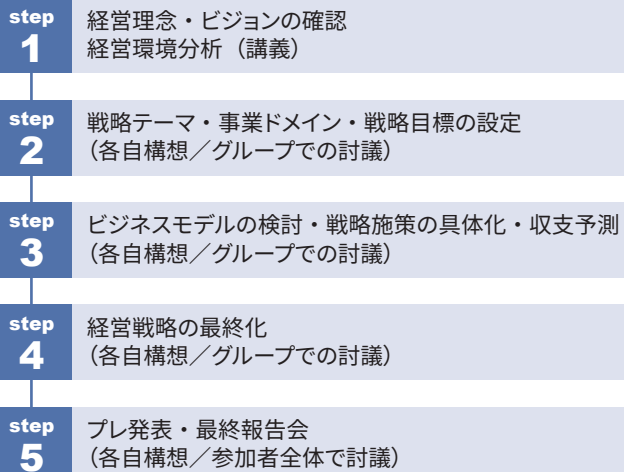 step
1
経営理念・ビジョンの確認
経営環境分析（講義）
step
2
戦略テーマ・事業ドメイン・戦略目標の設定
（各自構想／グループでの討議）
step
3
ビジネスモデルの検討・戦略施策の具体化・収支予測
（各自構想／グループでの討議）
step
4
経営戦略の最終化
（各自構想／グループでの討議）
step
5
プレ発表・最終報告会
（各自構想／参加者全体で討議）